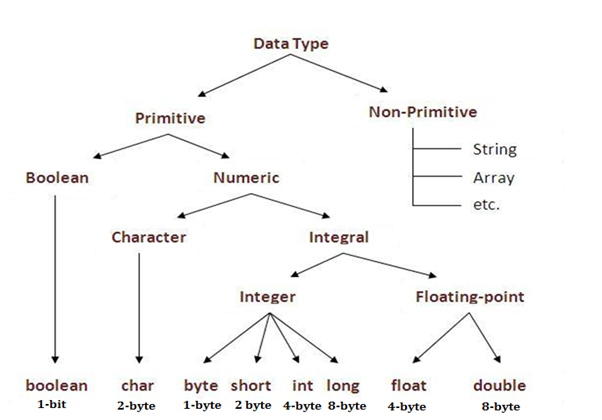 Data Type
Primitive
Non-Primitive
String
Array
etc.
Boolean
Numeric
Character
Integral
Integer
Floating-point
boolean char byte short int long float double
1-bit 2-byte 1-byte 2 byte 4-byte 8-byte 4-byte 8-byte